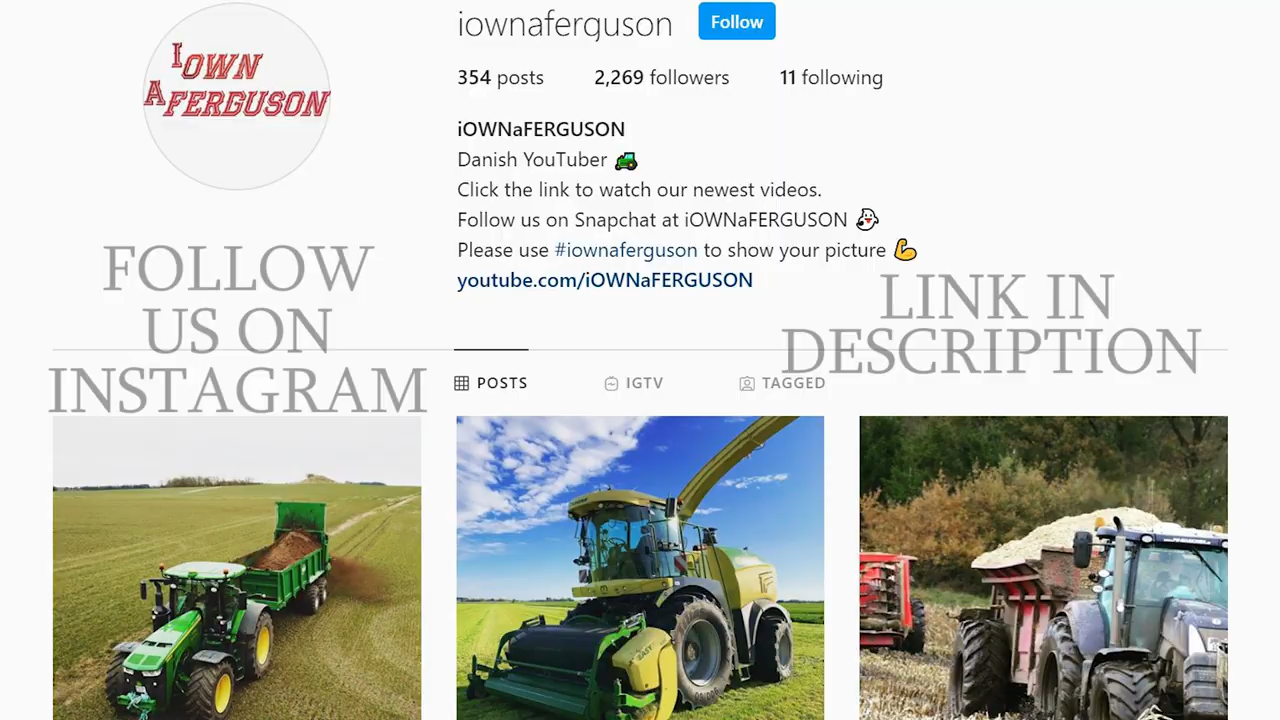 iownaferguson Follow
354 posts 2,269 followers 11 following
I OWN
A FERGUSON
iOWNaFERGUSON
Danish YouTuber 🚜
Click the link to watch our newest videos.
Follow us on Snapchat at iOWNaFERGUSON 👻
Please use #iownaferguson to show your picture 💪
youtube.com/iOWNaFERGUSON
FOLLOW
US ON
INSTAGRAM
LINK IN
DESCRIPTION
POSTS IGTV TAGGED